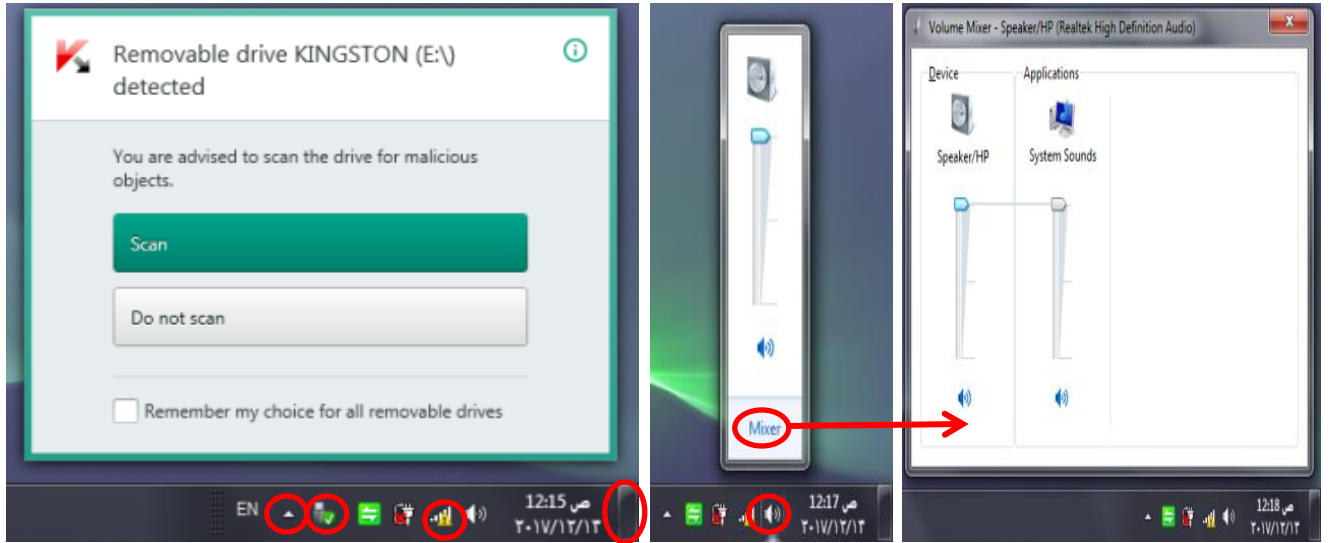 Removable drive KINGSTON (E:\)
detected
You are advised to scan the drive for malicious
objects.
Scan
Do not scan
Remember my choice for all removable drives
EN
12:15 ص
٢٠١٧/١٢/١٣
Mixer
12:17 ص
٢٠١٧/١٢/١٣
Volume Mixer - Speaker/HP (Realtek High Definition Audio)
Device
Applications
Speaker/HP
System Sounds
12:18 ص
٢٠١٧/١٢/١٣